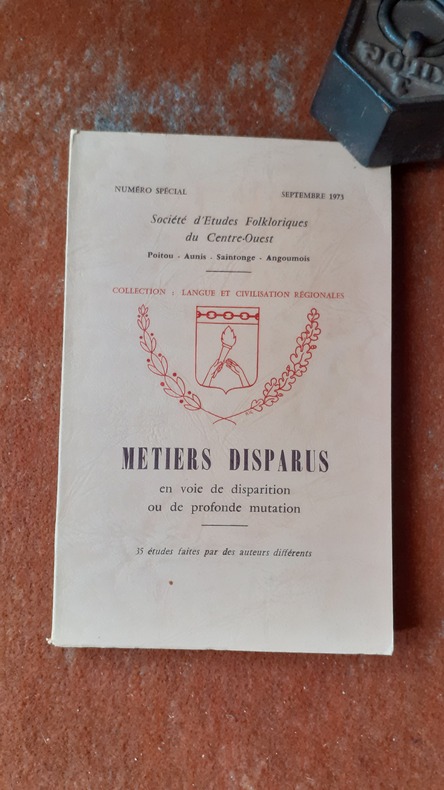 NUMÉRO SPÉCIAL
SEPTEMBRE 1973
Société d'Etudes Folkloriques
du Centre-Ouest
Poitou - Aunis - Saintonge - Angoumois
COLLECTION : LANGUE ET CIVILISATION RÉGIONALES
METIERS DISPARUS
en voie de disparition
ou de profonde mutation
35 études faites par des auteurs différents